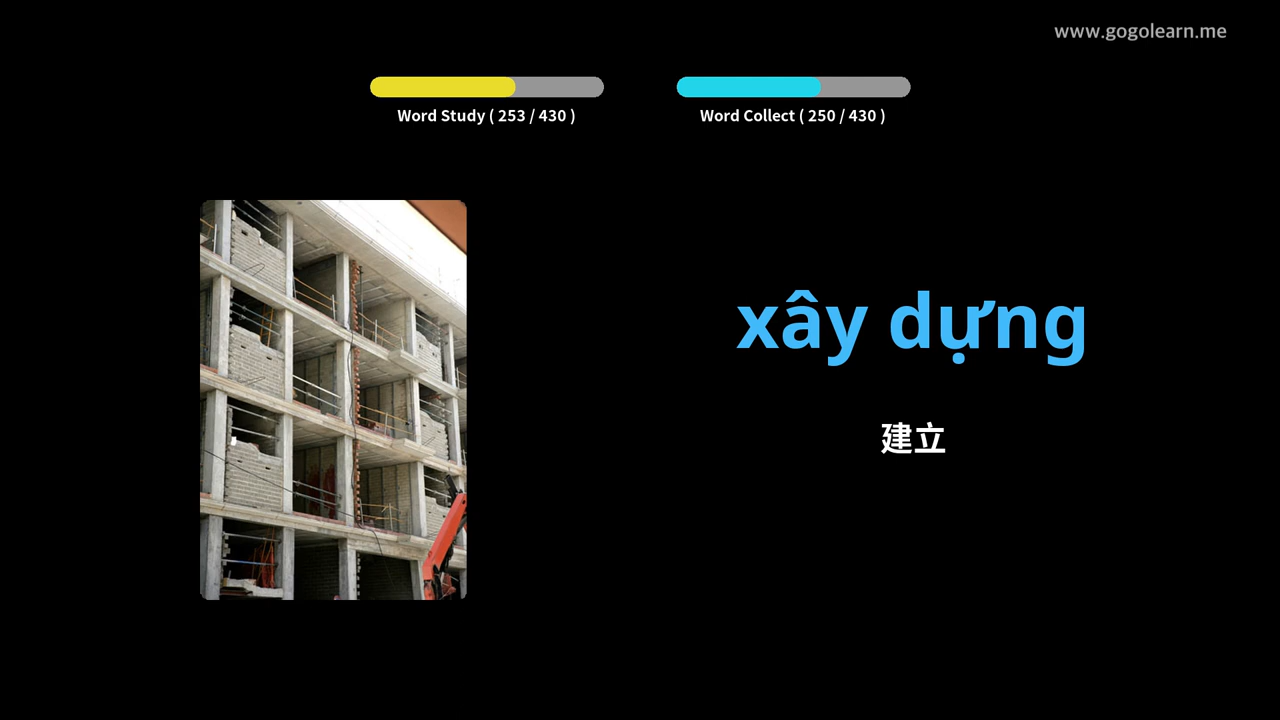 www.gogolearn.me
Word Study ( 253 / 430 )
Word Collect ( 250 / 430 )
xây dựng
建立